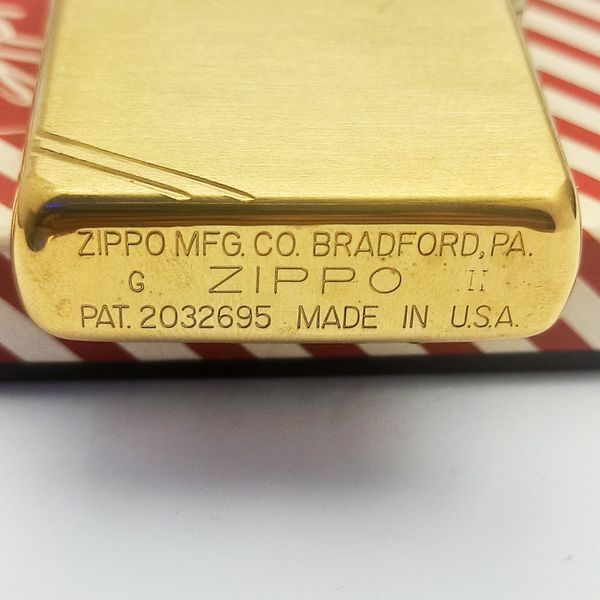 ZIPPO MFG. CO. BRADFORD, PA.
G ZIPPO II
PAT. 2032695 MADE IN U.S.A.